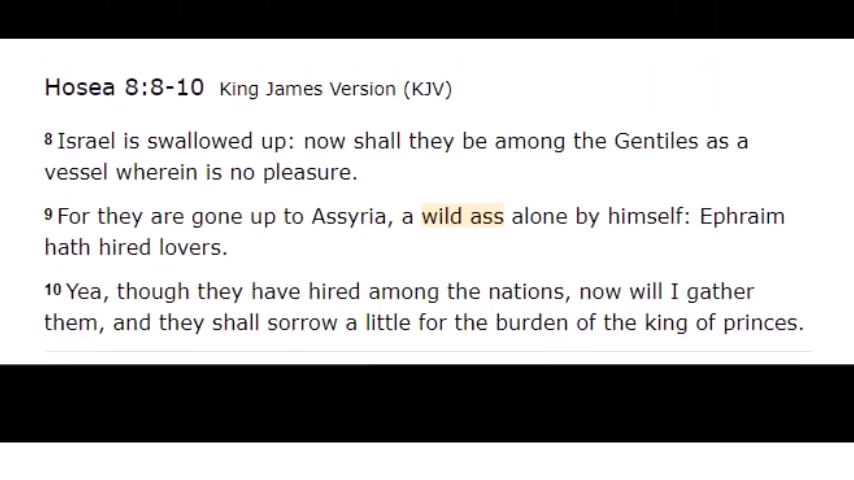 Hosea 8:8-10 King James Version (KJV)
8 Israel is swallowed up: now shall they be among the Gentiles as a
vessel wherein is no pleasure.
9 For they are gone up to Assyria, a wild ass alone by himself: Ephraim
hath hired lovers.
10 Yea, though they have hired among the nations, now will I gather
them, and they shall sorrow a little for the burden of the king of princes.